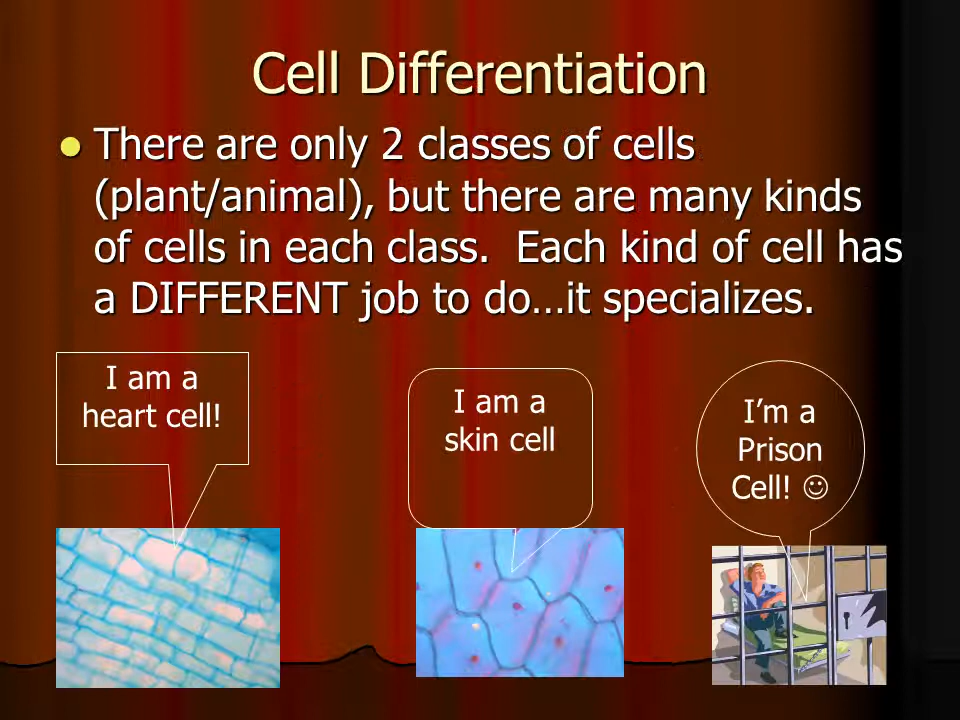 Cell Differentiation
There are only 2 classes of cells
(plant/animal), but there are many kinds
of cells in each class.  Each kind of cell has
a DIFFERENT job to do…it specializes.
I am a
heart cell!
I am a
skin cell
I’m a
Prison
Cell! ☺